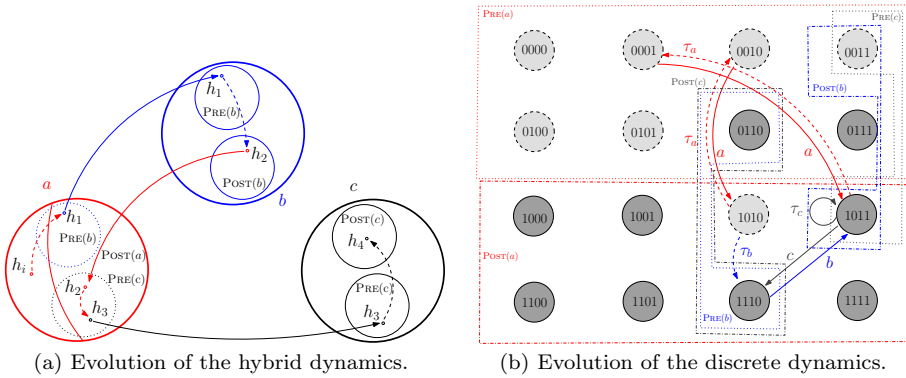 PRE(a)
PRE(c)
0000
0001
τa
0010
0011
POST(c)
POST(b)
0100
0101
τa
a
0110
a
0111
1000
1001
1010
τc
1011
POST(a)
τb
c
b
1100
1101
1110
PRE(b)
1111
h1
PRE(b)
h2
POST(b)
b
a
h1
PRE(b)
hi
POST(a)
PRE(c)
h2
h3
c
POST(c)
h4
PRE(c)
h3
(a) Evolution of the hybrid dynamics.
(b) Evolution of the discrete dynamics.